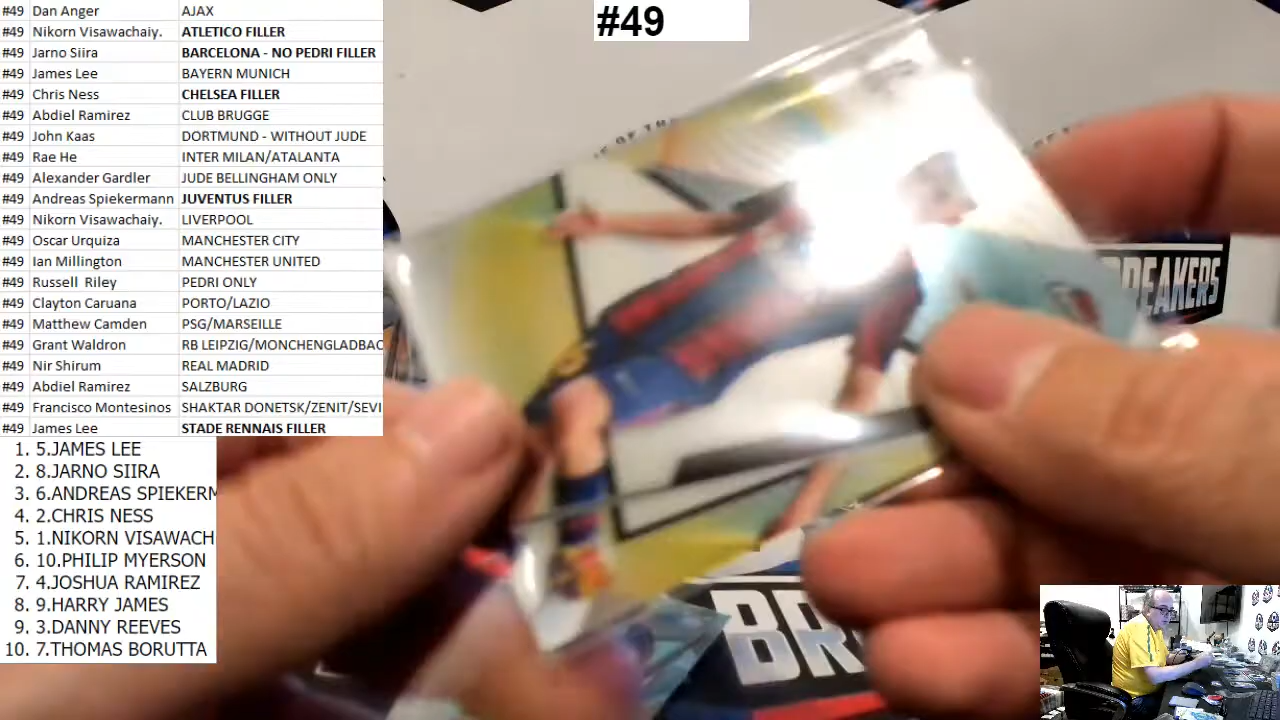 #49 Dan Anger AJAX
#49 Nikorn Visawachaiy. ATLETICO FILLER
#49 Jarno Siira BARCELONA - NO PEDRI FILLER
#49 James Lee BAYERN MUNICH
#49 Chris Ness CHELSEA FILLER
#49 Abdiel Ramirez CLUB BRUGGE
#49 John Kaas DORTMUND - WITHOUT JUDE
#49 Rae He INTER MILAN/ATALANTA
#49 Alexander Gardler JUDE BELLINGHAM ONLY
#49 Andreas Spiekermann JUVENTUS FILLER
#49 Nikorn Visawachaiy. LIVERPOOL
#49 Oscar Urquiza MANCHESTER CITY
#49 Ian Millington MANCHESTER UNITED
#49 Russell Riley PEDRI ONLY
#49 Clayton Caruana PORTO/LAZIO
#49 Matthew Camden PSG/MARSEILLE
#49 Grant Waldron RB LEIPZIG/MONCHENGLADBAC
#49 Nir Shirum REAL MADRID
#49 Abdiel Ramirez SALZBURG
#49 Francisco Montesinos SHAKTAR DONETSK/ZENIT/SEVI
#49 James Lee STADE RENNAIS FILLER
1. 5.JAMES LEE
2. 8.JARNO SIIRA
3. 6.ANDREAS SPIEKERM
4. 2.CHRIS NESS
5. 1.NIKORN VISAWACH
6. 10.PHILIP MYERSON
7. 4.JOSHUA RAMIREZ
8. 9.HARRY JAMES
9. 3.DANNY REEVES
10. 7.THOMAS BORUTTA
#49
BREAKERS
BR